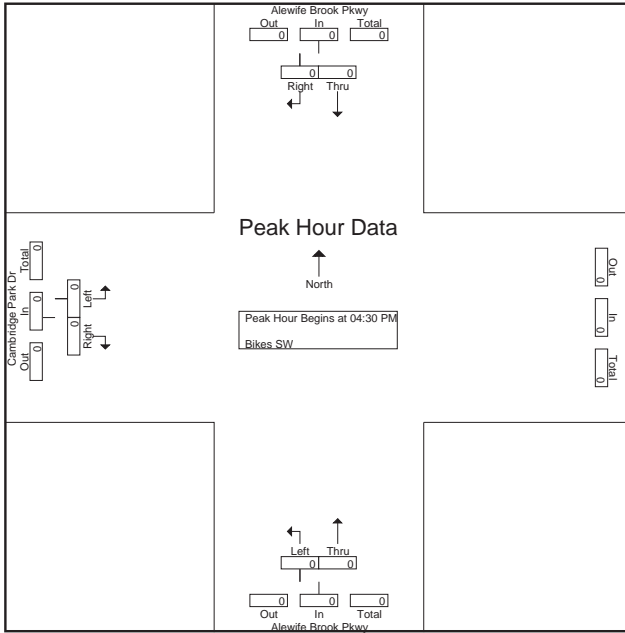 Alewife Brook Pkwy
Out In Total
0 0 0
0 0
Right Thru
Peak Hour Data
North
Peak Hour Begins at 04:30 PM
Bikes SW
Cambridge Park Dr
Total In Out
0 0 0
0 0
Left Right
Out In Total
0 0 0
Left Thru
0 0
0 0 0
Out In Total
Alewife Brook Pkwy